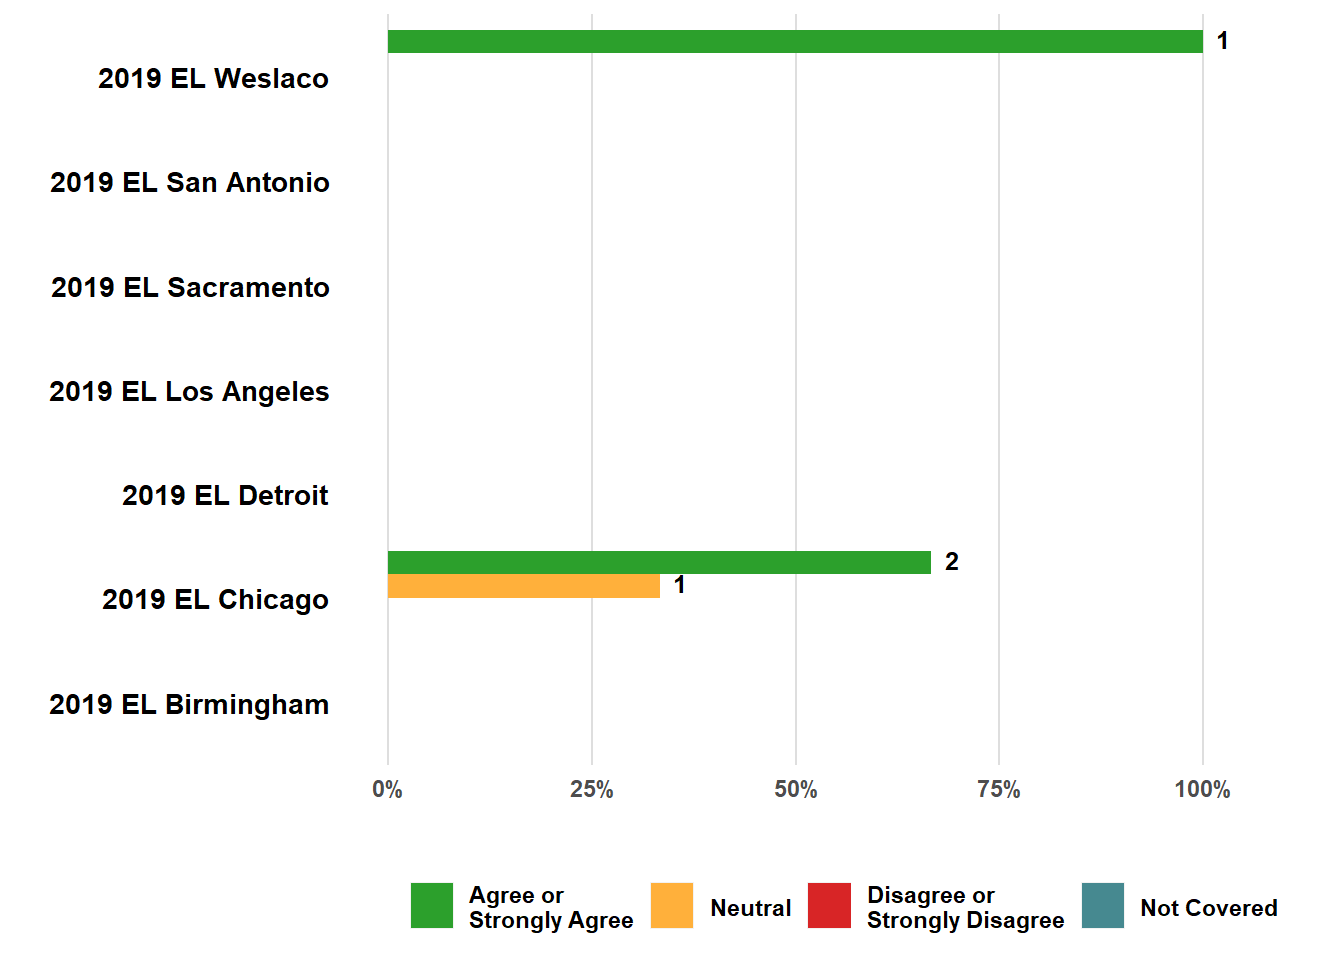 1
2019 EL Weslaco
2019 EL San Antonio
2019 EL Sacramento
2019 EL Los Angeles
2019 EL Detroit
2
1
2019 EL Chicago
2019 EL Birmingham
0%
25%
50%
75%
100%
Agree or
Strongly Agree
Neutral
Disagree or
Strongly Disagree
Not Covered